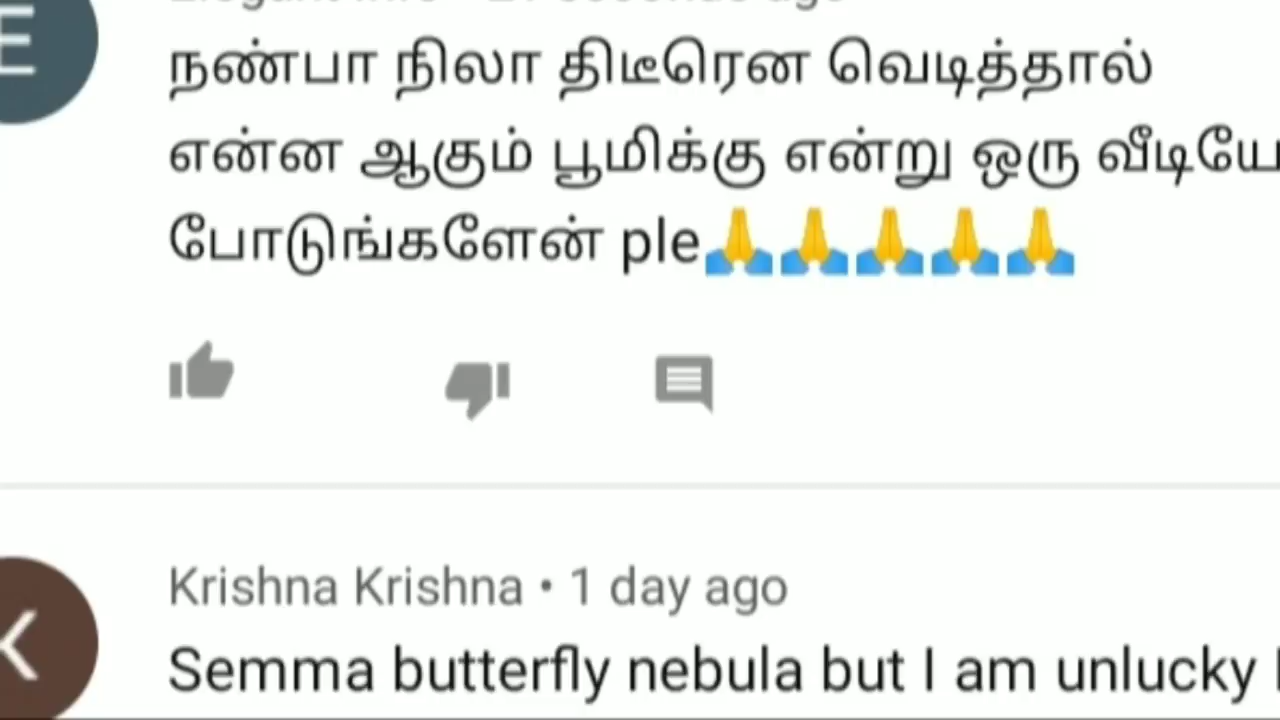 E
நண்பா நிலா திடீரென வெடித்தால்
என்ன ஆகும் பூமிக்கு என்று ஒரு
போடுங்களேன் ple🙏🙏🙏🙏🙏
K
Krishna Krishna • 1 day ago
Semma butterfly nebula but I am unlucky